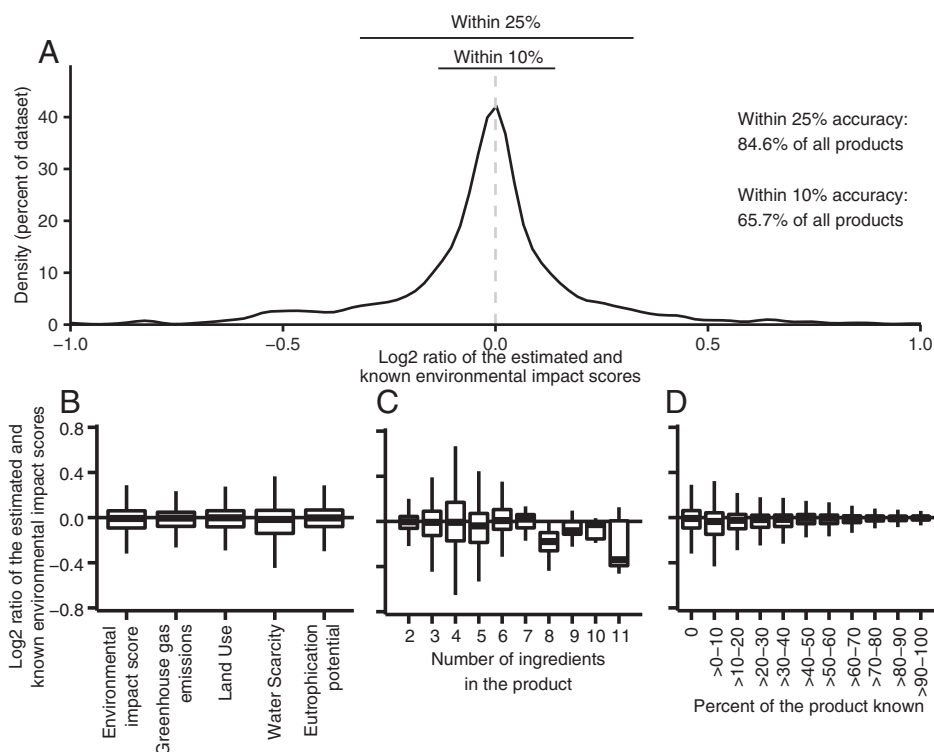 Within 25%
A
Within 10%
Density (percent of dataset)
40
30
20
10
0
Within 25% accuracy:
84.6% of all products
Within 10% accuracy:
65.7% of all products
−1.0
−0.5
0.0
0.5
1.0
Log2 ratio of the estimated and
known environmental impact scores
B
C
D
Log2 ratio of the estimated and
known environmental impact scores
0.8
0.4
0.0
−0.4
−0.8
Environmental
impact score
Greenhouse gas
emissions
Land Use
Water Scarcity
Eutrophication
potential
2
3
4
5
6
7
8
9
10
11
Number of ingredients
in the product
0
>0−10
>10−20
>20−30
>30−40
>40−50
>50−60
>60−70
>70−80
>80−90
>90−100
Percent of the product known